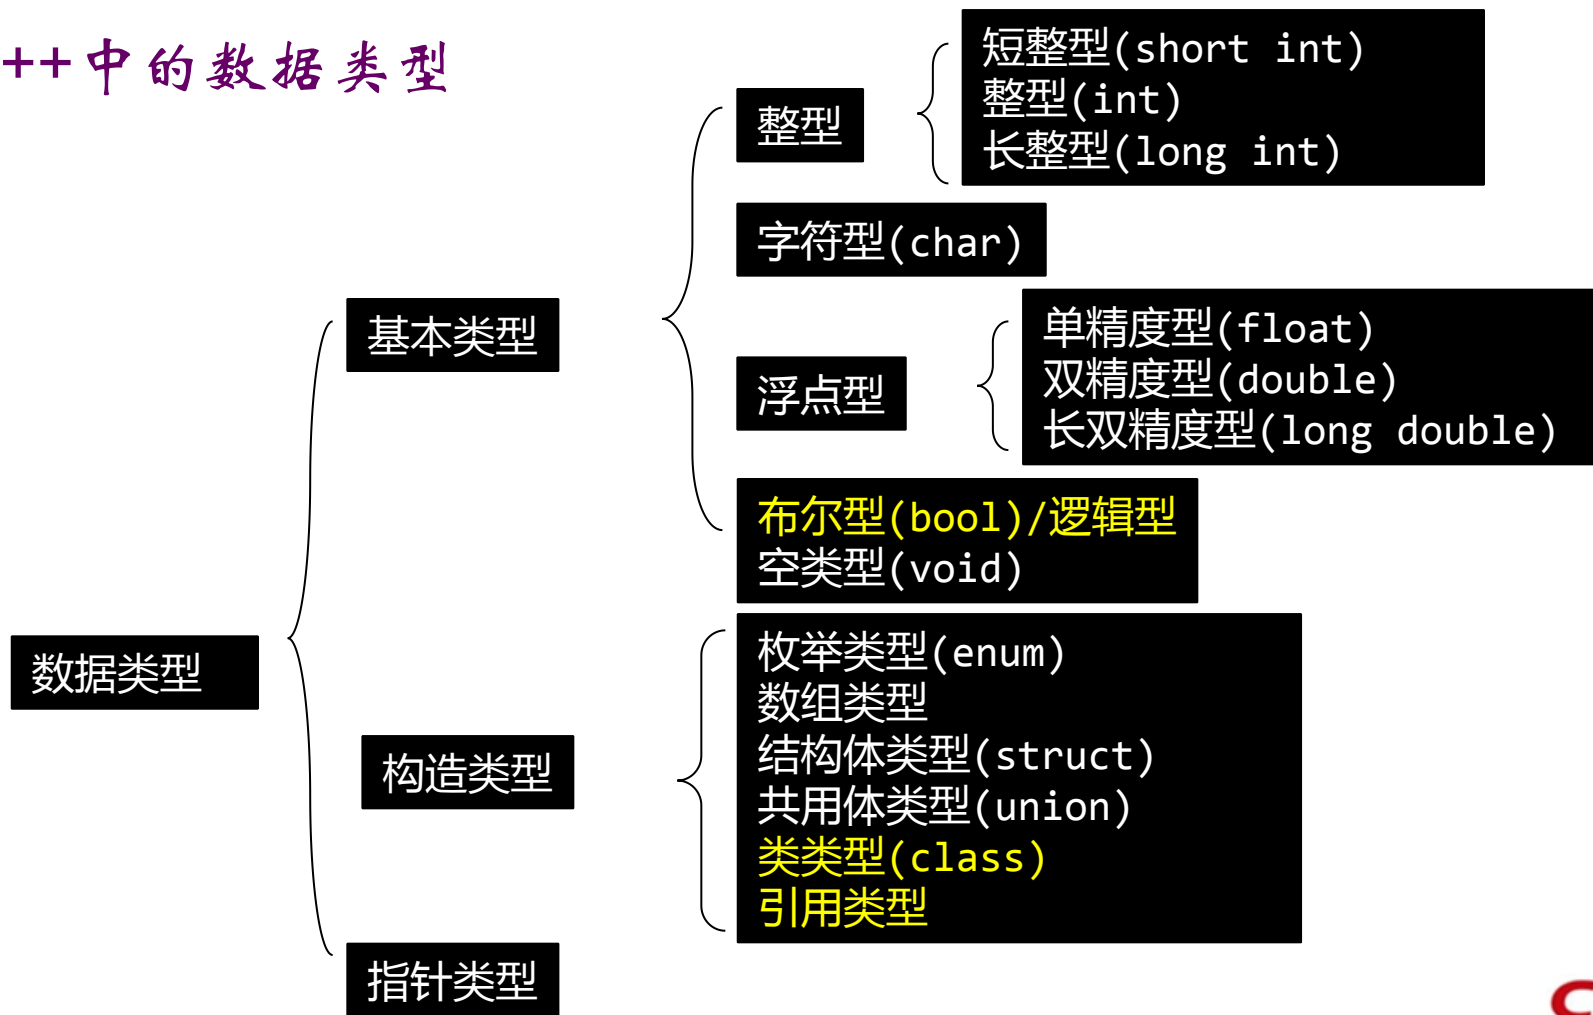 ++中的数据类型
短整型(short int)
整型(int)
长整型(long int)
整型
字符型(char)
基本类型
单精度型(float)
双精度型(double)
长双精度型(long double)
浮点型
布尔型(bool)/逻辑型
空类型(void)
数据类型
枚举类型(enum)
数组类型
结构体类型(struct)
共用体类型(union)
类类型(class)
引用类型
构造类型
指针类型